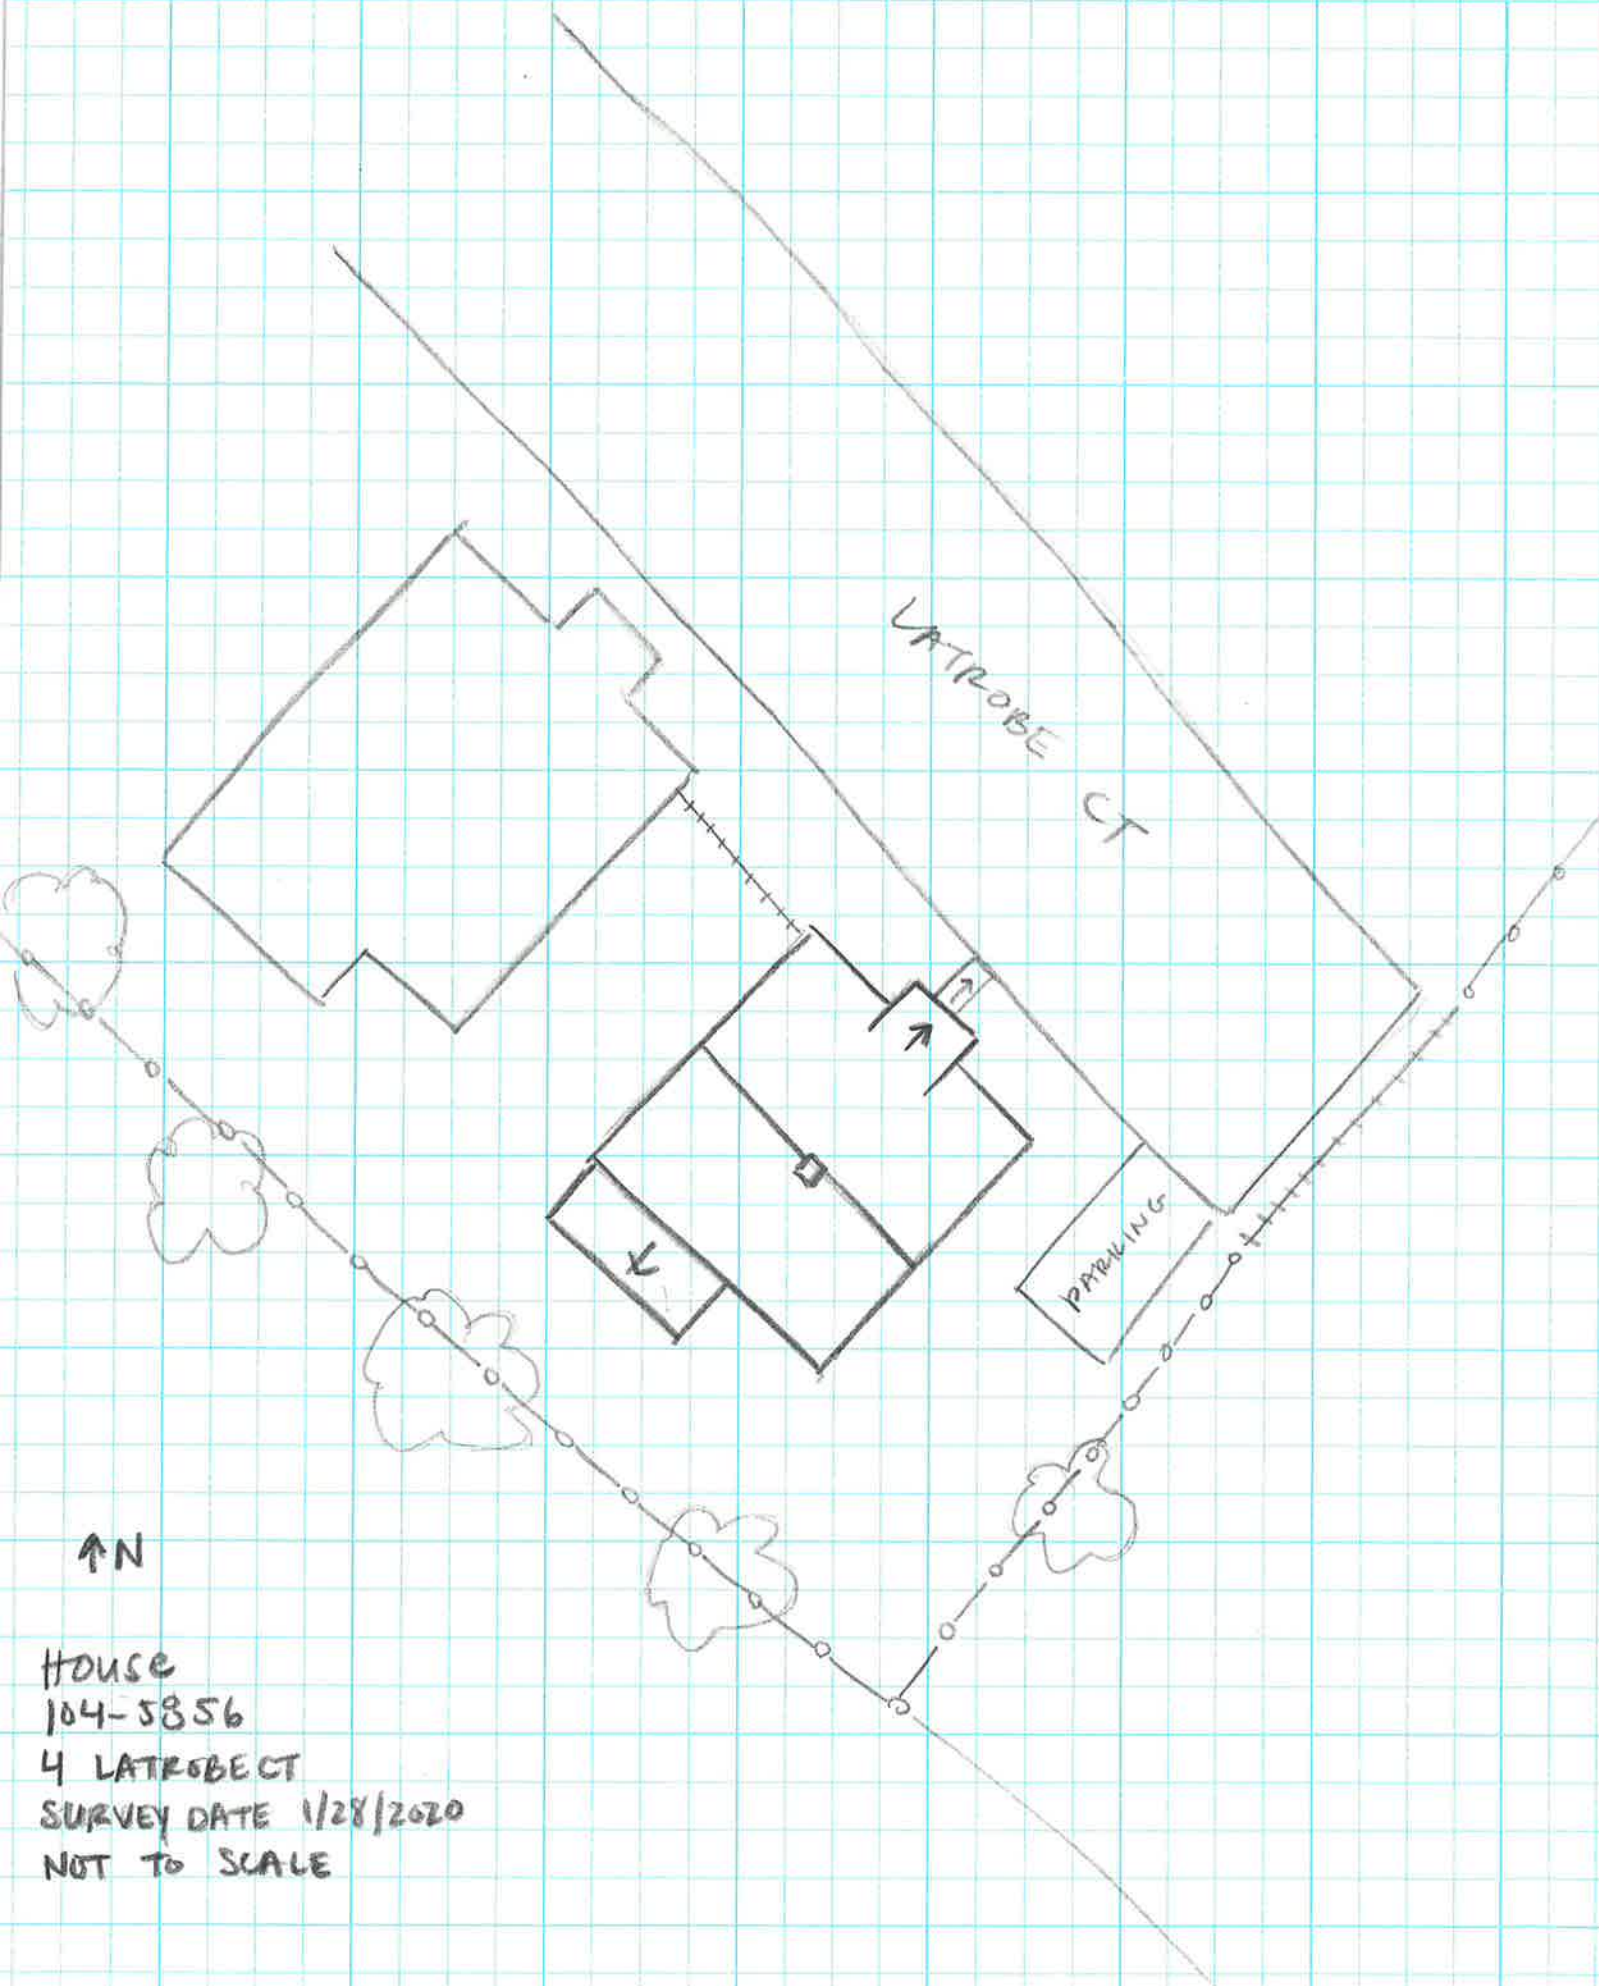 LATROBE
CT
PARKING
N
HOUSE
104-5856
4 LATROBE CT
SURVEY DATE 1/28/2020
NOT TO SCALE